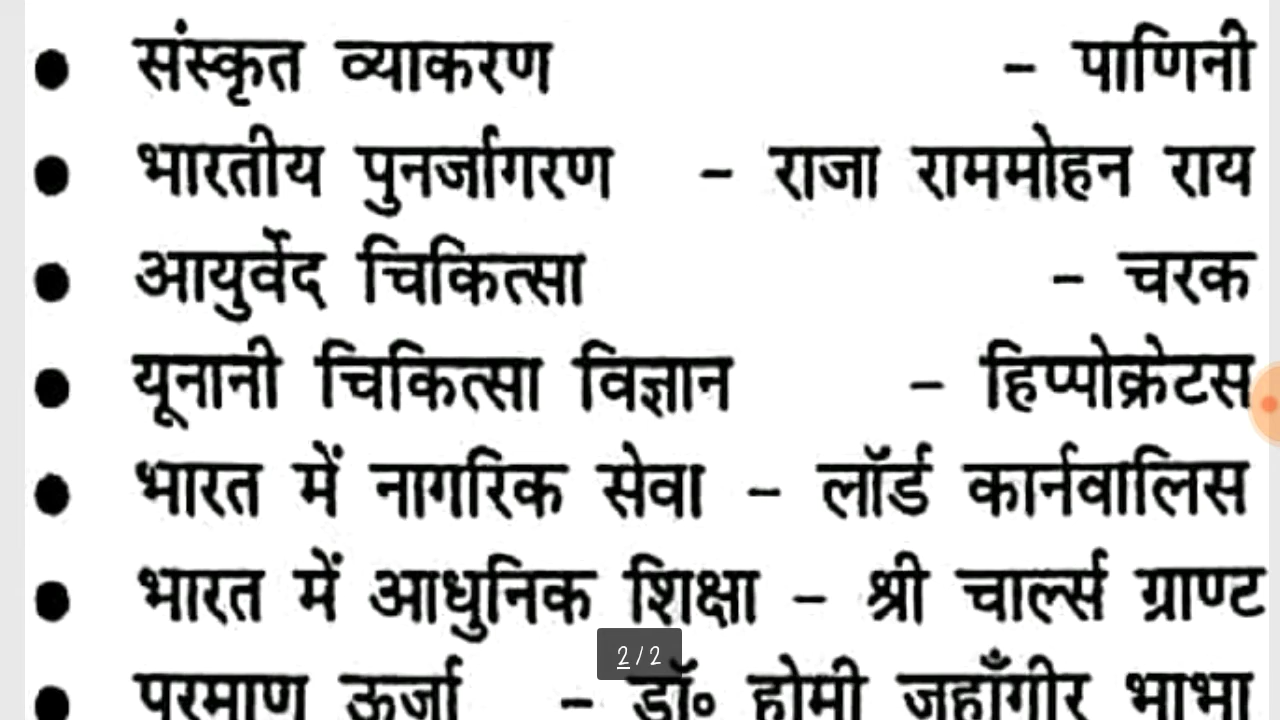 • संस्कृत व्याकरण – पाणिनी
• भारतीय पुनर्जागरण – राजा राममोहन राय
• आयुर्वेद चिकित्सा – चरक
• यूनानी चिकित्सा विज्ञान – हिप्पोक्रेटस
• भारत में नागरिक सेवा – लॉर्ड कार्नवालिस
• भारत में आधुनिक शिक्षा – श्री चार्ल्स ग्राण्ट
2 / 2
• परमाणु ऊर्जा – डॉ॰ होमी जहाँगीर भाभा